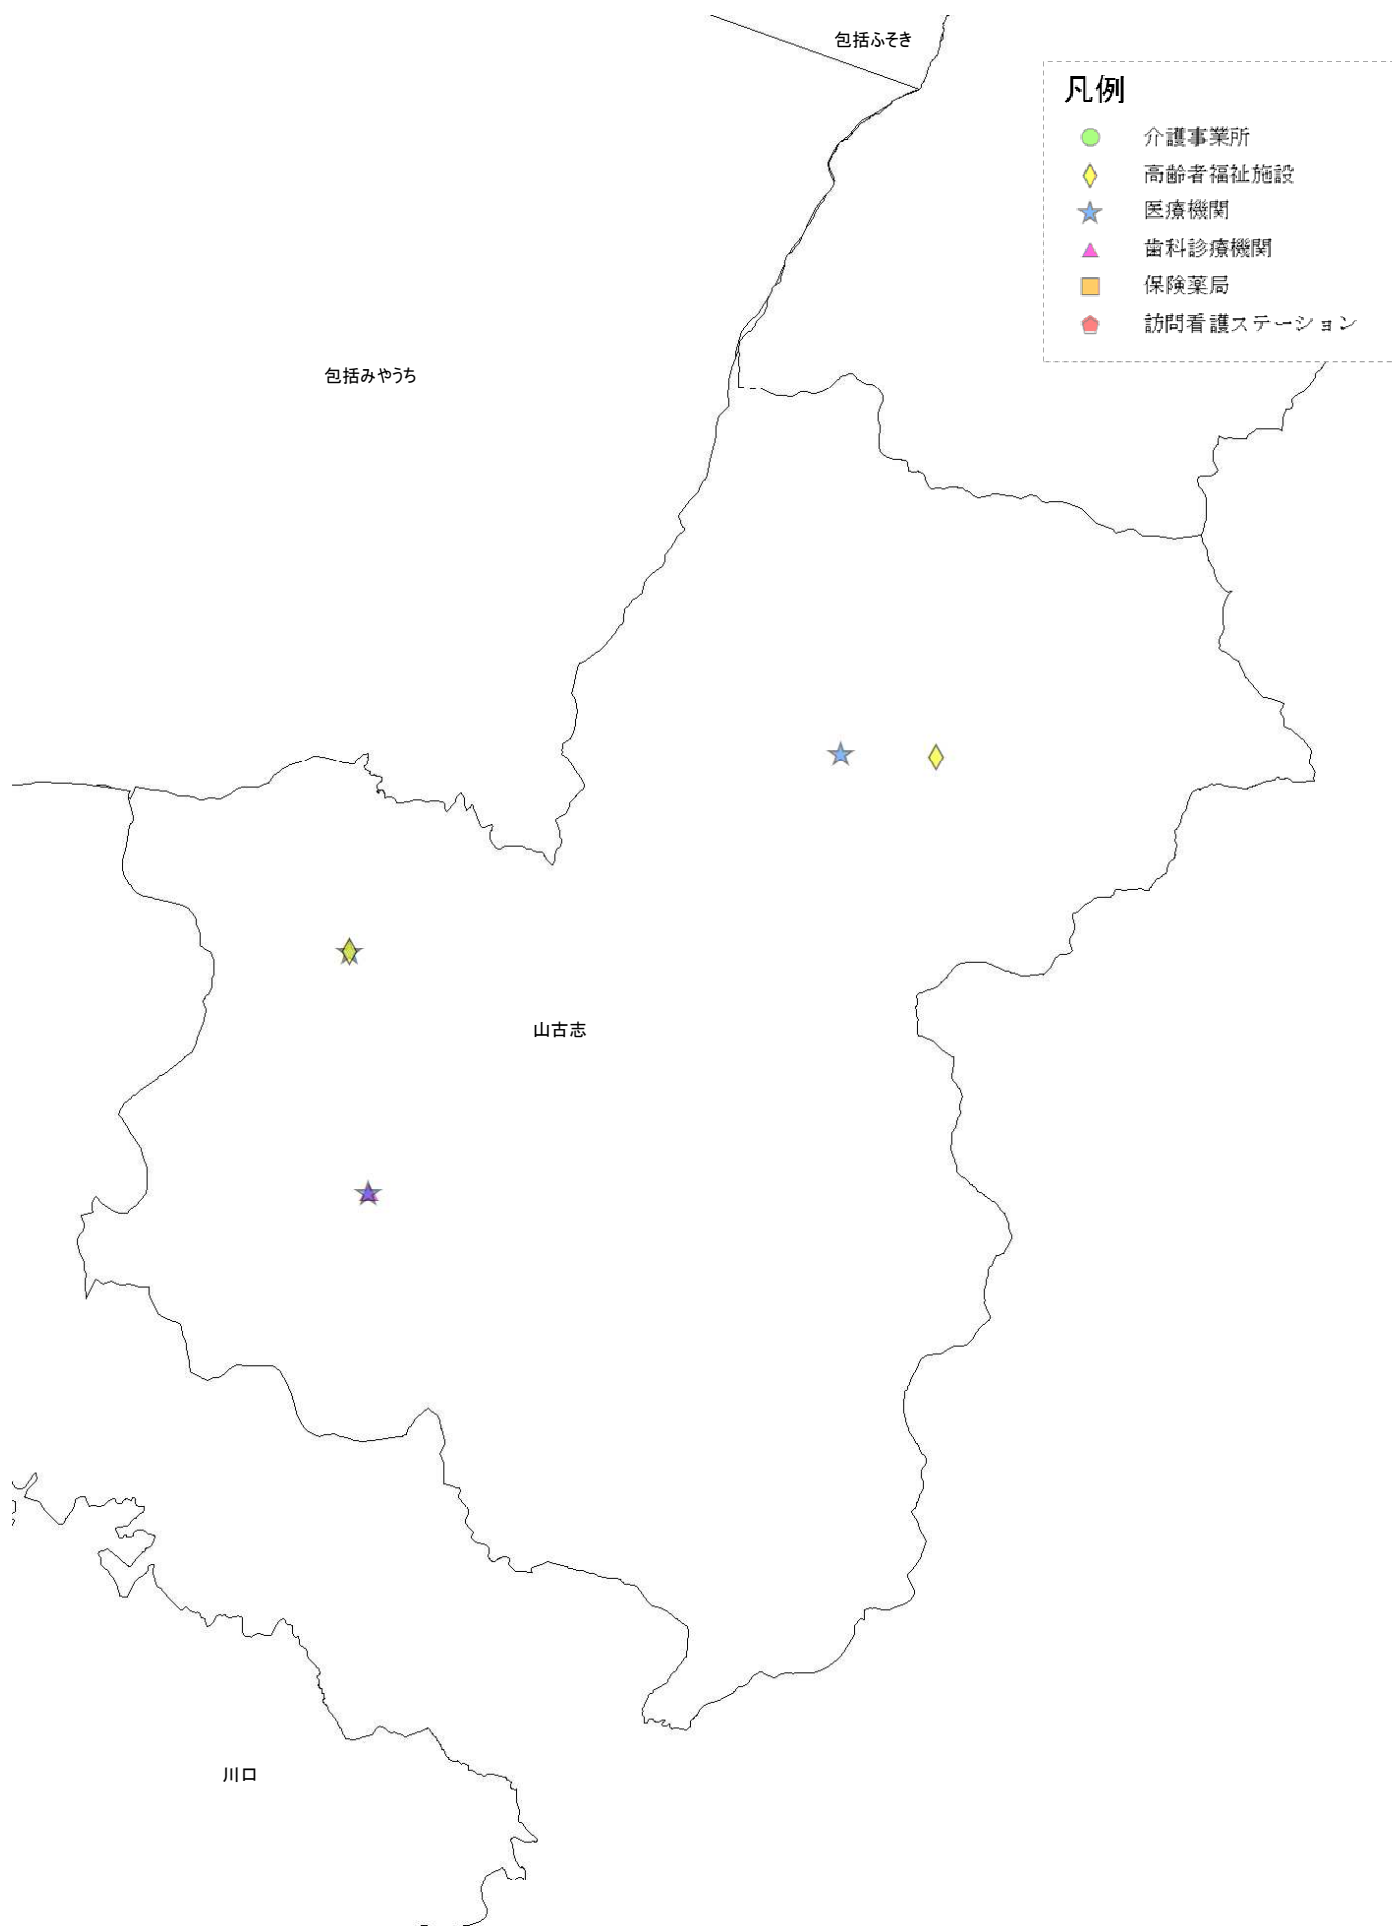 包括ふそき
凡例
介護事業所
高齢者福祉施設
医療機関
歯科診療機関
保険薬局
訪問看護ステーション
包括みやうち
山古志
川口